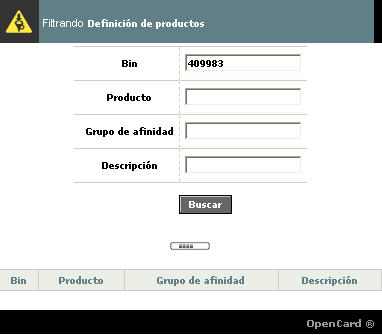 Filtrando Definición de productos
Bin 409983
Producto
Grupo de afinidad
Descripción
Buscar
Bin Producto Grupo de afinidad Descripción
OpenCard ®